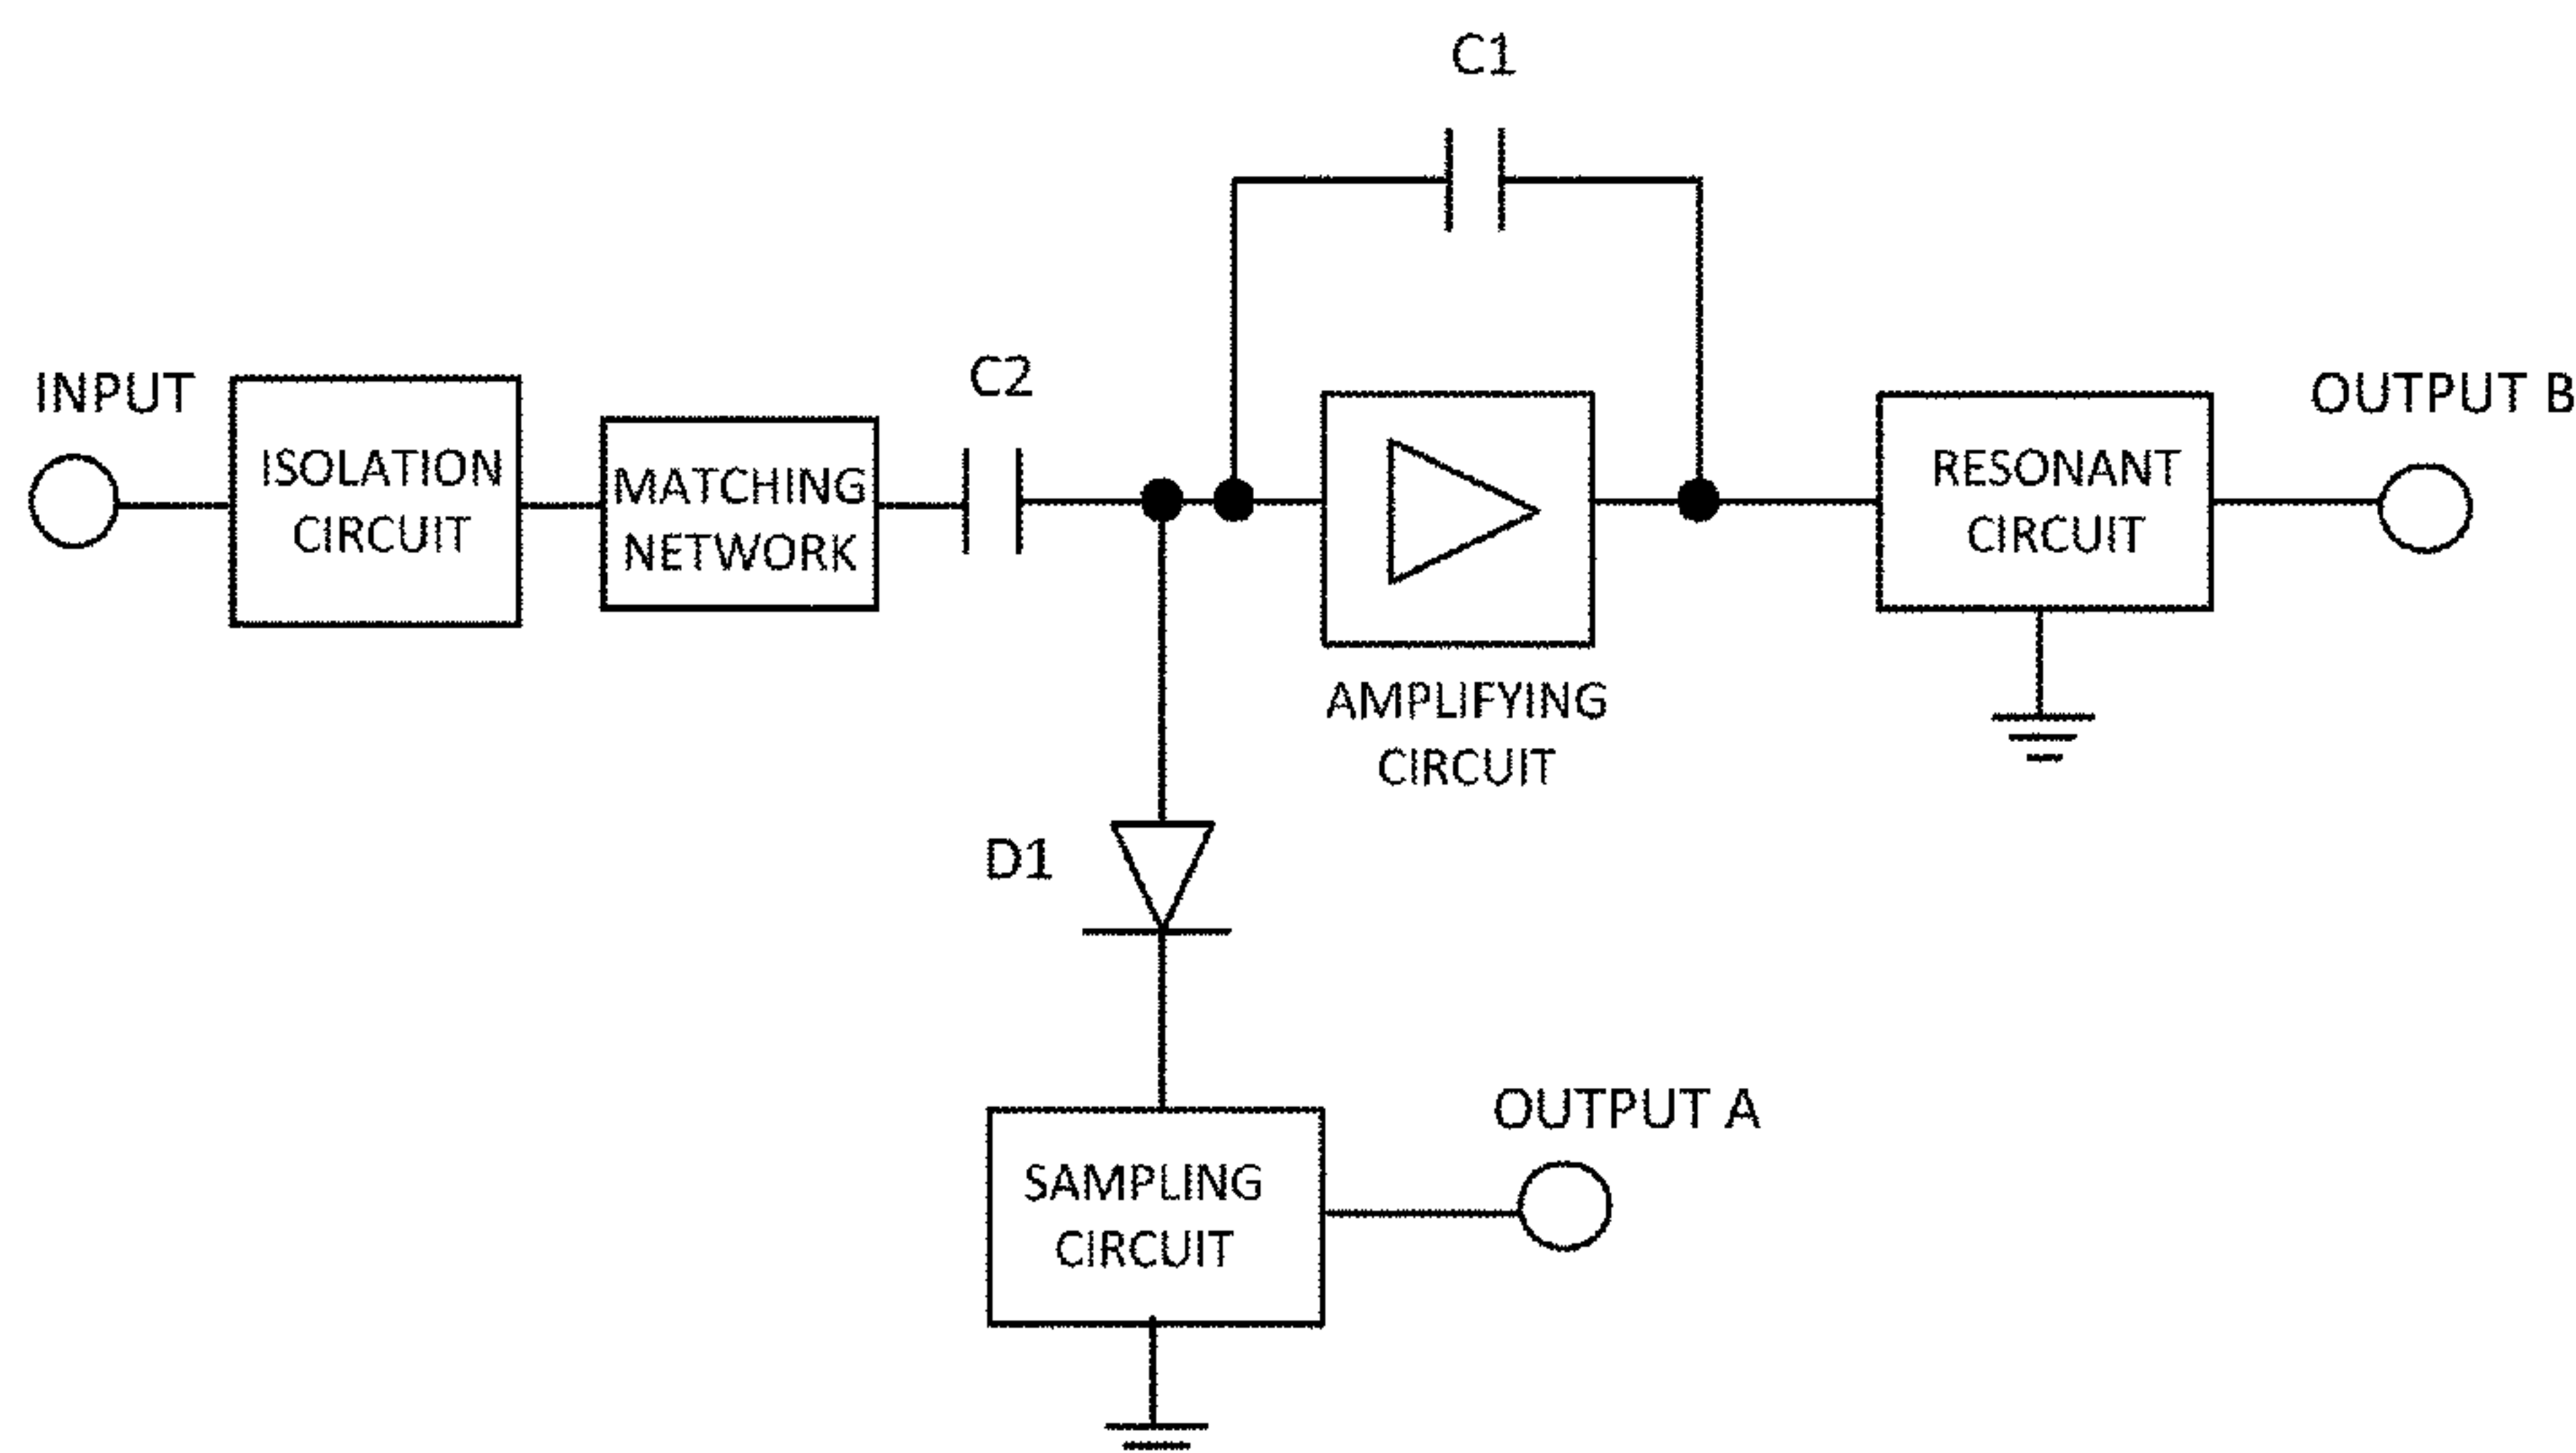 C1
INPUT
ISOLATION
CIRCUIT
MATCHING
NETWORK
C2
AMPLIFYING
CIRCUIT
RESONANT
CIRCUIT
OUTPUT B
D1
SAMPLING
CIRCUIT
OUTPUT A